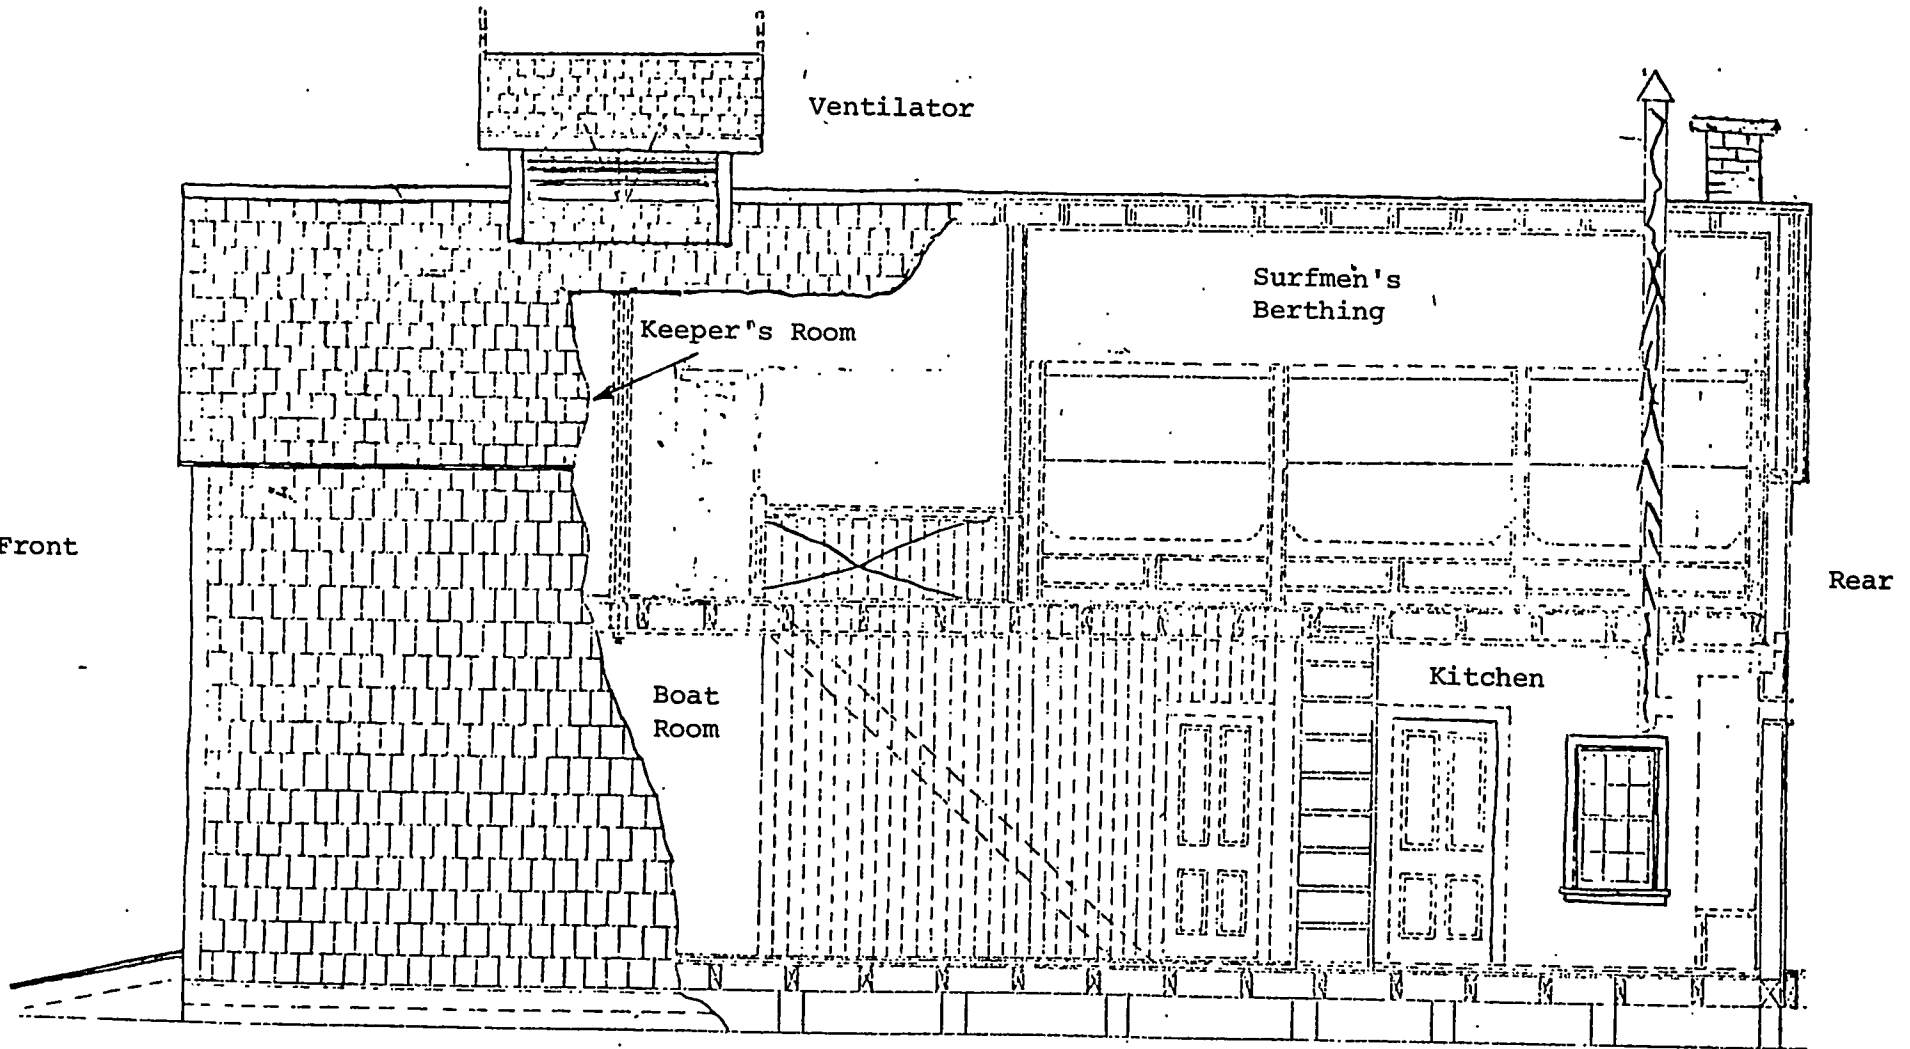 Ventilator
Surfmen's
Berthing
Keeper's Room
Front
Rear
Kitchen
Boat
Room